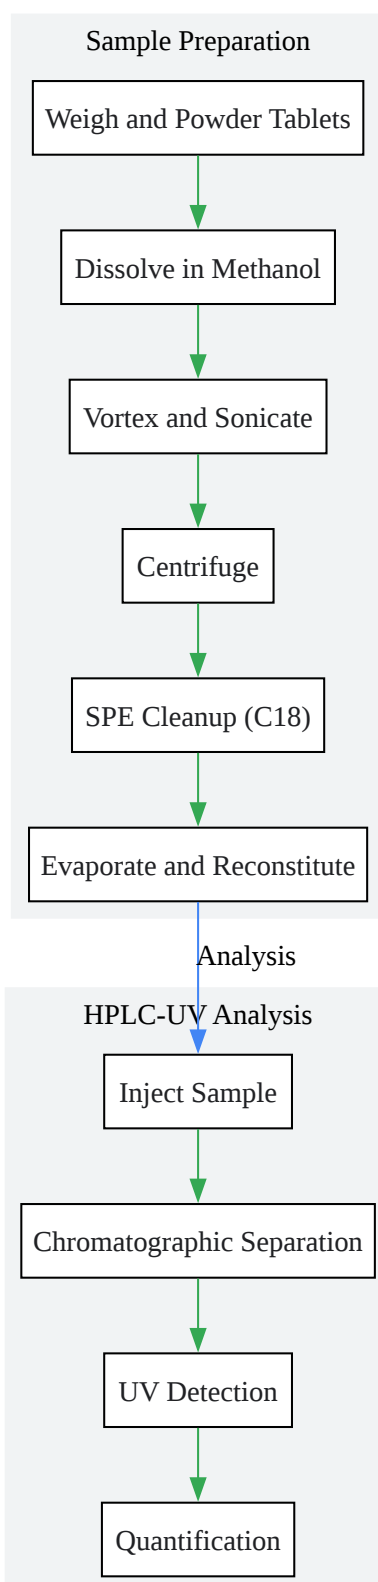 Sample Preparation
Weigh and Powder Tablets
Dissolve in Methanol
Vortex and Sonicate
Centrifuge
SPE Cleanup (C18)
Evaporate and Reconstitute
Analysis
HPLC-UV Analysis
Inject Sample
Chromatographic Separation
UV Detection
Quantification